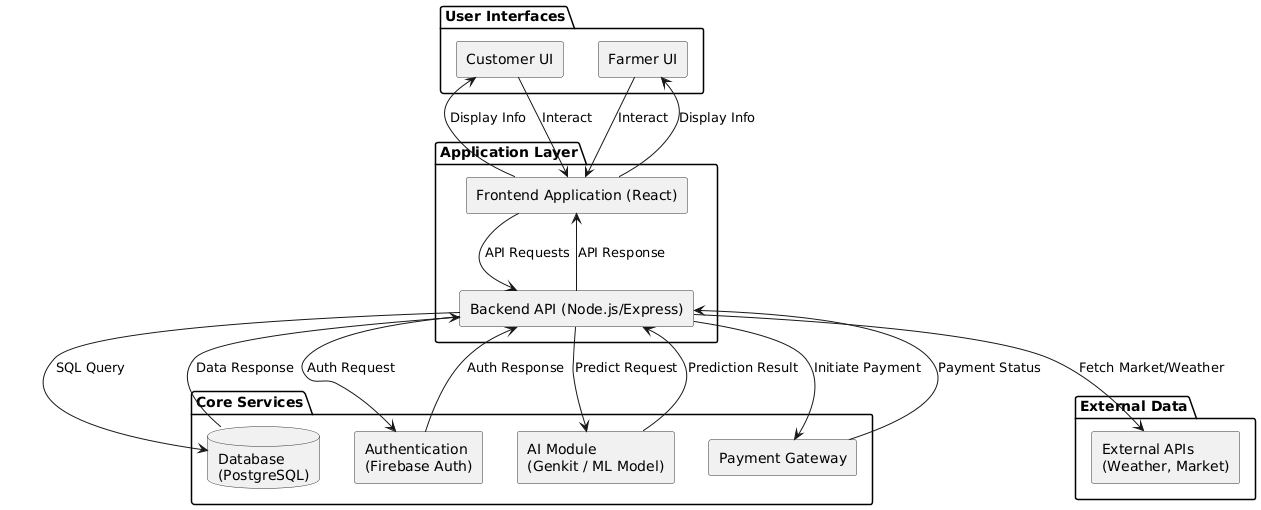 User Interfaces
Customer UI
Farmer UI
Display Info
Interact
Interact
Display Info
Application Layer
Frontend Application (React)
API Requests
API Response
Backend API (Node.js/Express)
SQL Query
Data Response
Auth Request
Auth Response
Predict Request
Prediction Result
Initiate Payment
Payment Status
Fetch Market/Weather
Core Services
External Data
Database
(PostgreSQL)
Authentication
(Firebase Auth)
AI Module
(Genkit / ML Model)
Payment Gateway
External APIs
(Weather, Market)